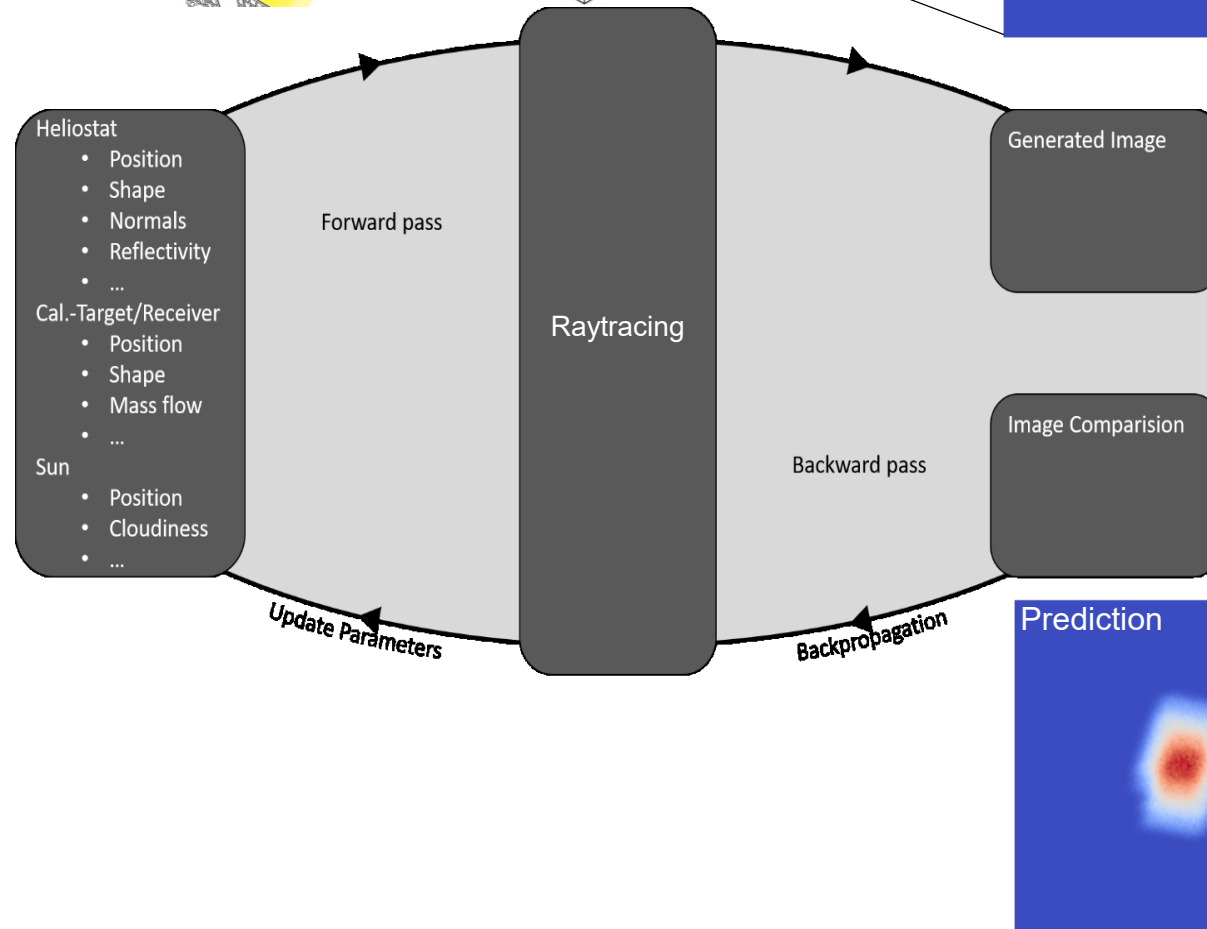 Heliostat
• Position
• Shape
• Normals
• Reflectivity
• ...
Cal.-Target/Receiver
• Position
• Shape
• Mass flow
• ...
Sun
• Position
• Cloudiness
• ...
Forward pass
Raytracing
Generated Image
Backward pass
Image Comparision
Update Parameters
Backpropagation
Prediction